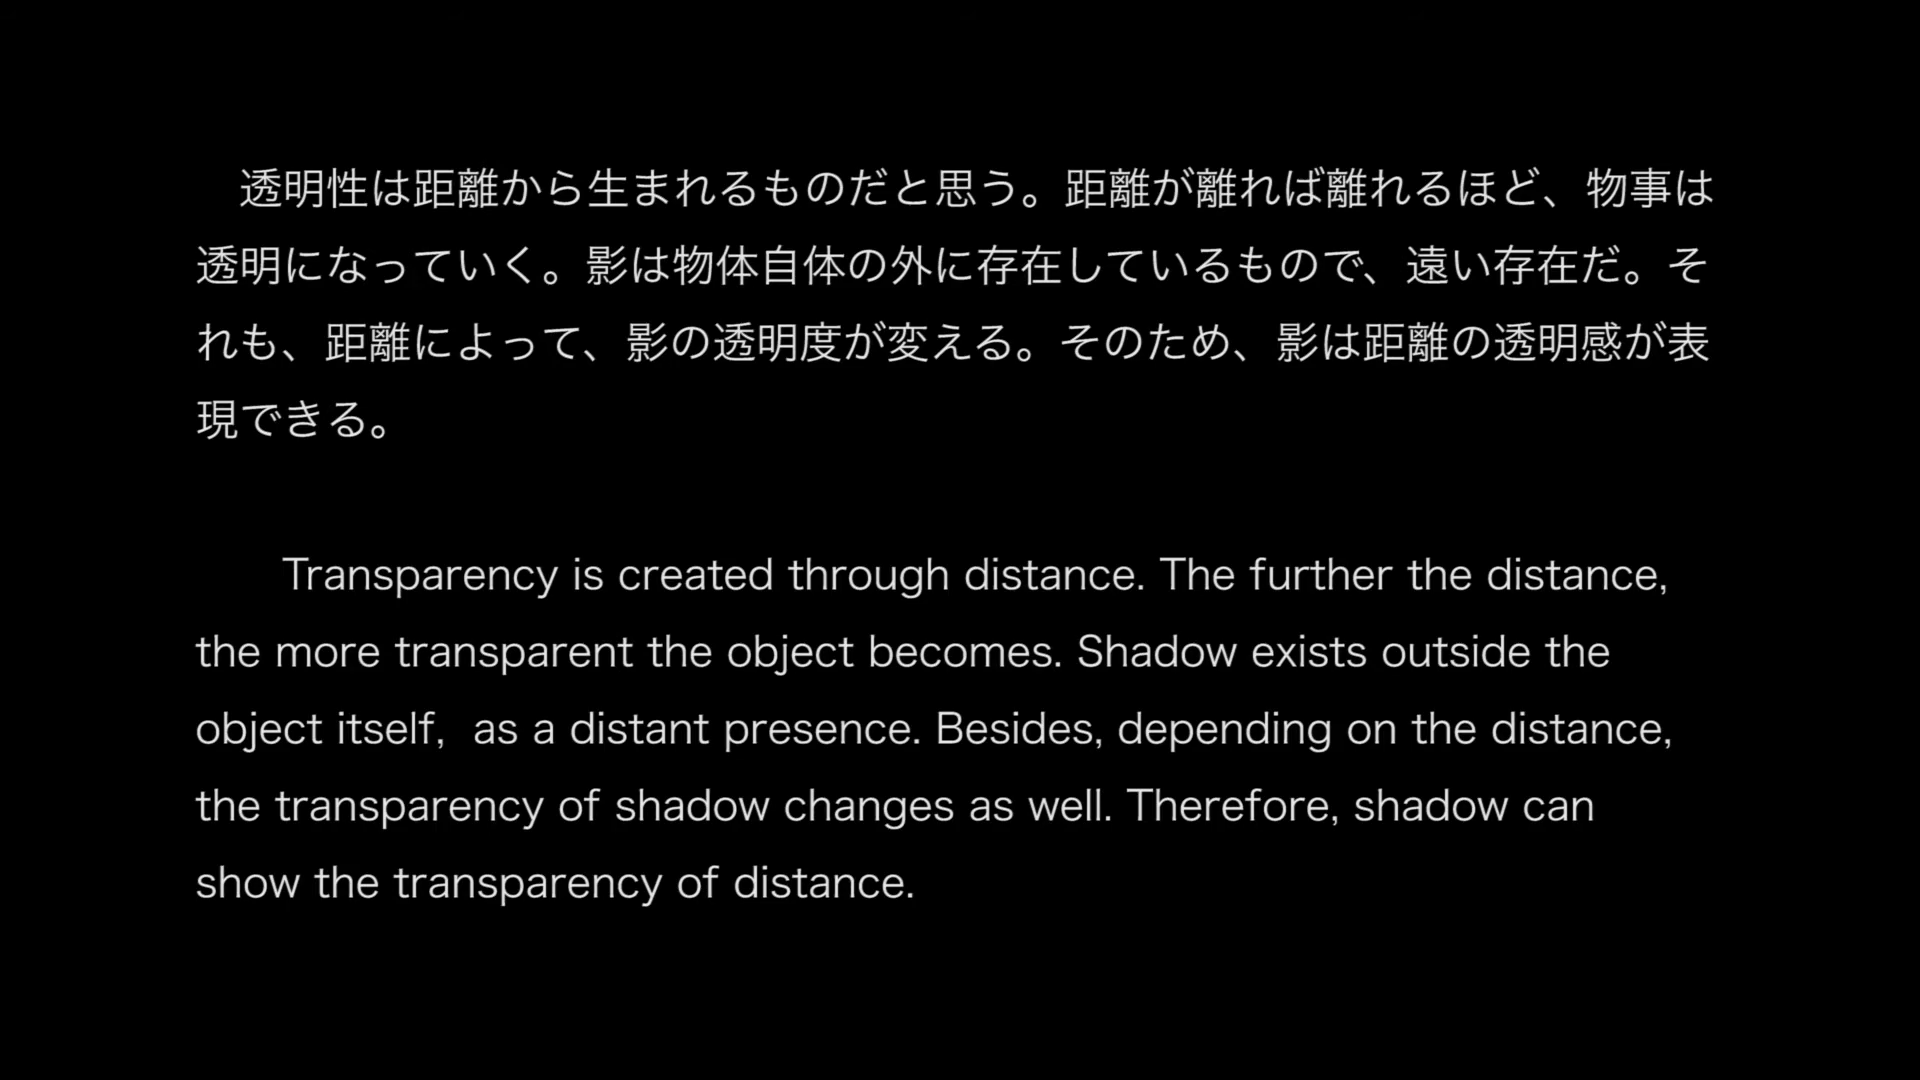 透明性は距離から生まれるものだと思う。距離が離れば離れるほど、物事は
透明になっていく。影は物体自体の外に存在しているもので、遠い存在だ。そ
れも、距離によって、影の透明度が変える。そのため、影は距離の透明感が表
現できる。
Transparency is created through distance. The further the distance,
the more transparent the object becomes. Shadow exists outside the
object itself,  as a distant presence. Besides, depending on the distance,
the transparency of shadow changes as well. Therefore, shadow can
show the transparency of distance.